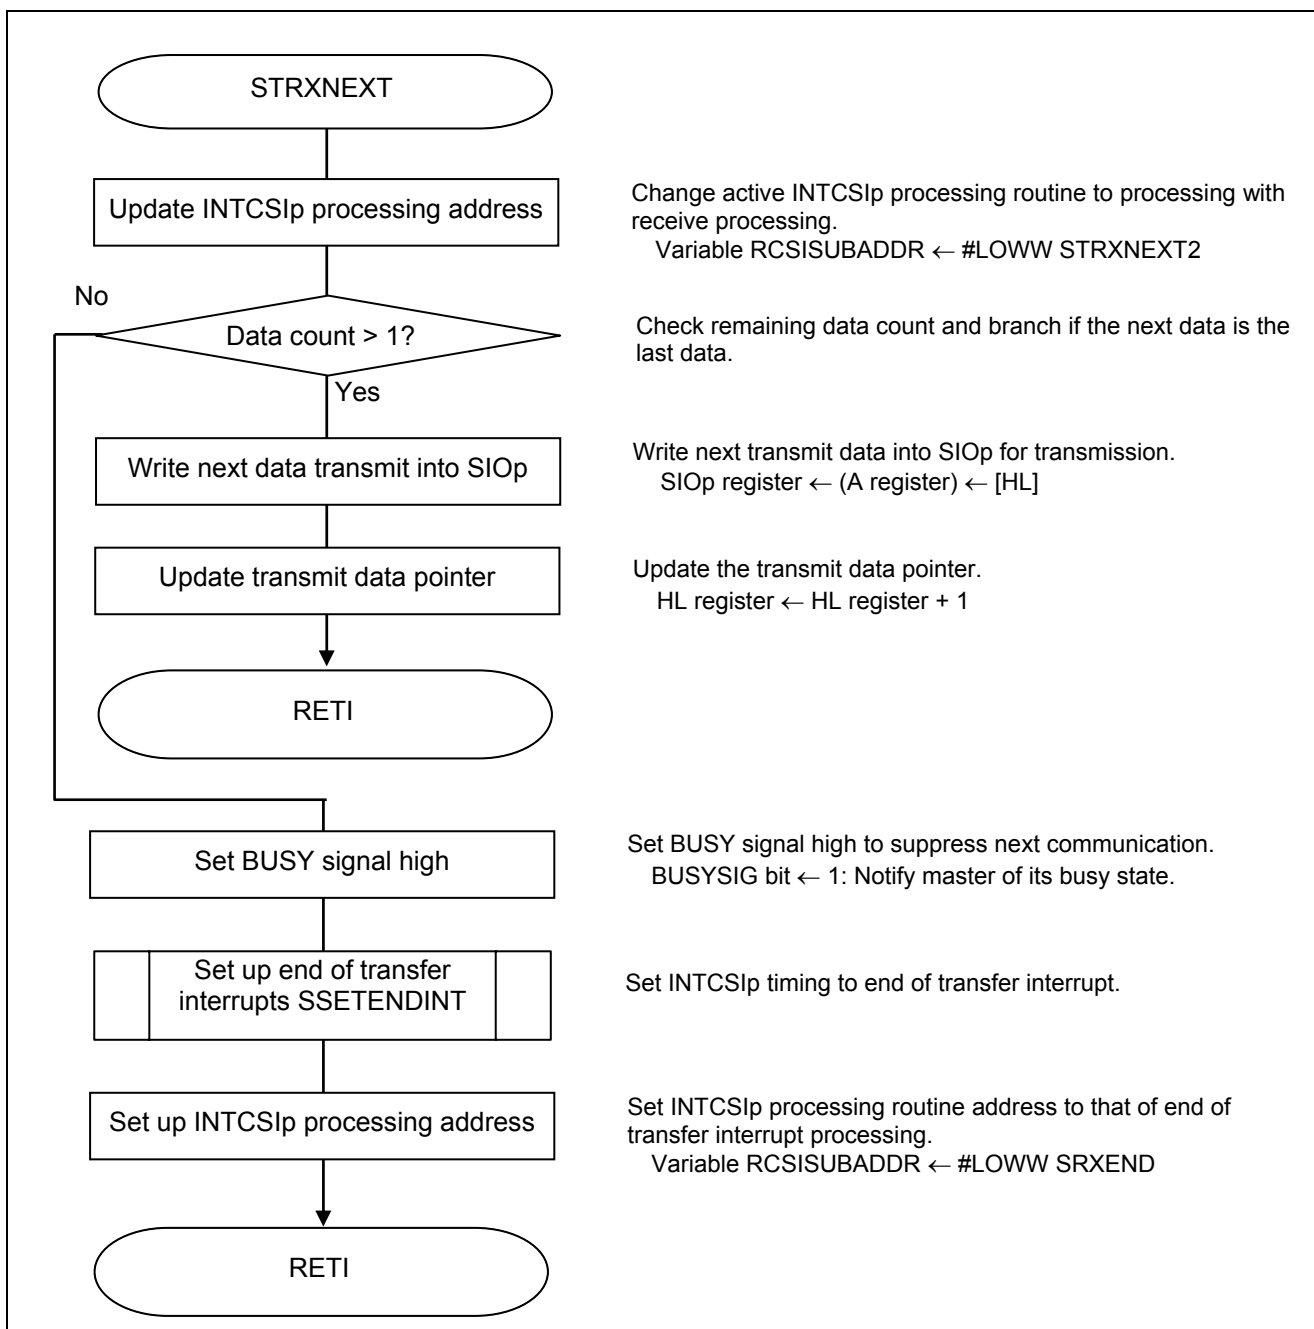 STRXNEXT
Update INTCSIp processing address
Change active INTCSIp processing routine to processing with
receive processing.
Variable RCSISUBADDR ← #LOWW STRXNEXT2
No
Data count > 1?
Check remaining data count and branch if the next data is the
last data.
Yes
Write next data transmit into SIOp
Write next transmit data into SIOp for transmission.
SIOp register ← (A register) ← [HL]
Update transmit data pointer
Update the transmit data pointer.
HL register ← HL register + 1
RETI
Set BUSY signal high
Set BUSY signal high to suppress next communication.
BUSYSIG bit ← 1: Notify master of its busy state.
Set up end of transfer
interrupts SSETENDINT
Set INTCSIp timing to end of transfer interrupt.
Set up INTCSIp processing address
Set INTCSIp processing routine address to that of end of
transfer interrupt processing.
Variable RCSISUBADDR ← #LOWW SRXEND
RETI